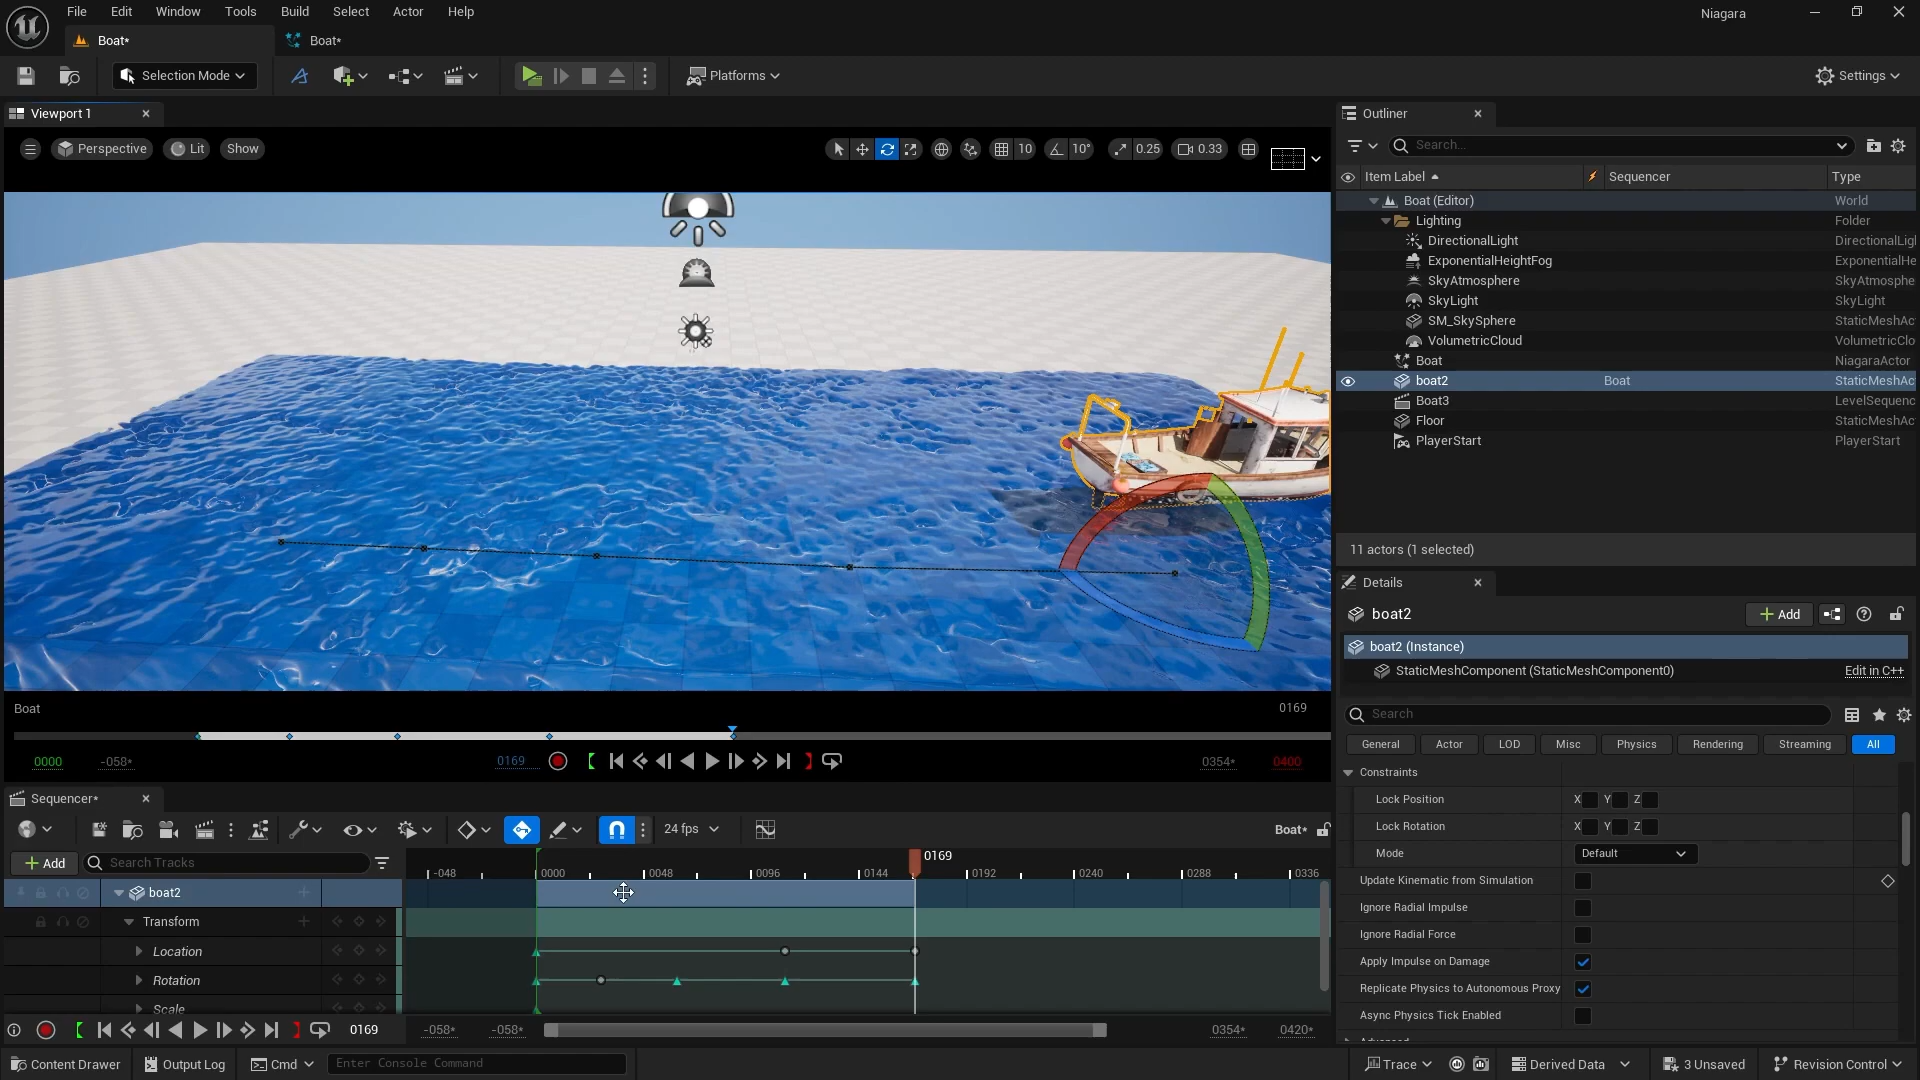 File Edit Window Tools Build Select Actor Help
Niagara
Boat* Boat*
Selection Mode Platforms Settings
Viewport 1
Perspective Lit Show 10 10° 0.25 0.33
Boat 0169
0000 -058* 0169 0354* 0400
Sequencer*
24 fps Boat*
Add Search Tracks 0169
-048 0000 0048 0096 0144 0192 0240 0288 0336
boat2
Transform
Location
Rotation
Scale
0169 -058* -058* 0354* 0420*
Outliner
Search...
Item Label Sequencer Type
Boat (Editor) World
Lighting Folder
DirectionalLight DirectionalLigl
ExponentialHeightFog ExponentialHe
SkyAtmosphere SkyAtmosphe
SkyLight SkyLight
SM_SkySphere StaticMeshAc
VolumetricCloud VolumetricClo
Boat NiagaraActor
boat2 Boat StaticMeshAc
Boat3 LevelSequenc
Floor StaticMeshAc
PlayerStart PlayerStart
11 actors (1 selected)
Details
boat2 Add
boat2 (Instance)
StaticMeshComponent (StaticMeshComponent0) Edit in C++
Search
General Actor LOD Misc Physics Rendering Streaming All
Constraints
Lock Position X Y Z
Lock Rotation X Y Z
Mode Default
Update Kinematic from Simulation
Ignore Radial Impulse
Ignore Radial Force
Apply Impulse on Damage
Replicate Physics to Autonomous Proxy
Async Physics Tick Enabled
Content Drawer Output Log Cmd Enter Console Command Trace Derived Data 3 Unsaved Revision Control